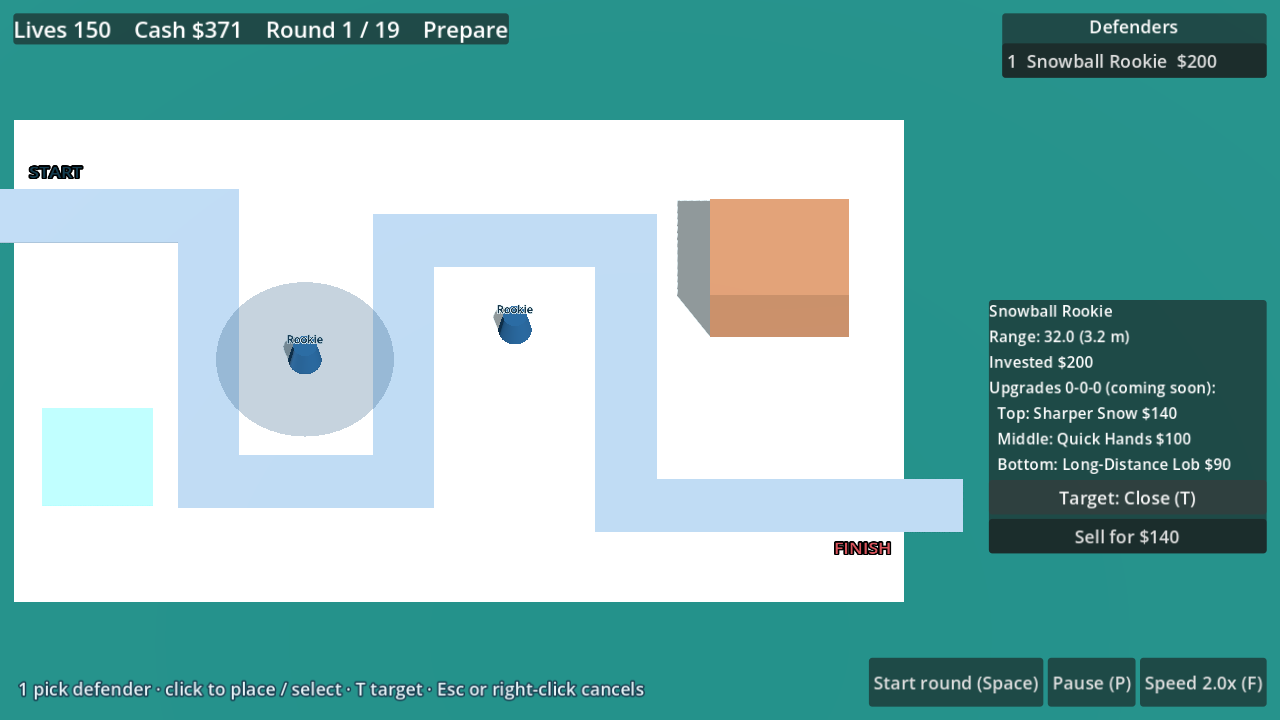 Lives 150 Cash $371 Round 1 / 19 Prepare
Defenders
1 Snowball Rookie $200
START
Rookie
Rookie
FINISH
Snowball Rookie
Range: 32.0 (3.2 m)
Invested $200
Upgrades 0-0-0 (coming soon):
Top: Sharper Snow $140
Middle: Quick Hands $100
Bottom: Long-Distance Lob $90
Target: Close (T)
Sell for $140
1 pick defender · click to place / select · T target · Esc or right-click cancels
Start round (Space) Pause (P) Speed 2.0x (F)